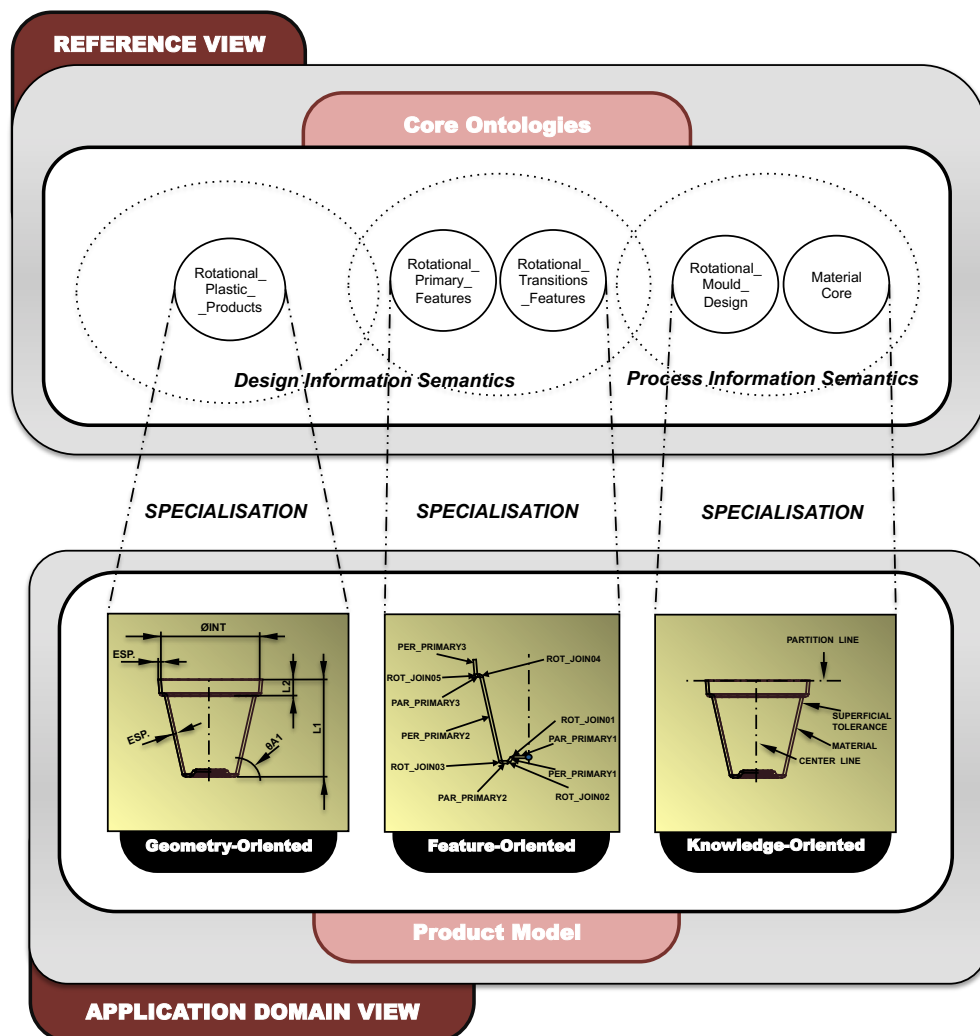 REFERENCE VIEW
Core Ontologies
Rotational_
Plastic_
_Products
Rotational_
Primary_
Features
Rotational_
Transitions
_Features
Rotational_
Mould_
Design
Material
Core
Design Information Semantics
Process Information Semantics
SPECIALISATION
SPECIALISATION
SPECIALISATION
ØINT
ESP.
L2
L1
ESP.
θA1
Geometry-Oriented
PER_PRIMARY3
ROT_JOIN04
ROT_JOIN05
PAR_PRIMARY3
ROT_JOIN01
PER_PRIMARY2
PAR_PRIMARY1
ROT_JOIN03
PER_PRIMARY1
PAR_PRIMARY2
ROT_JOIN02
Feature-Oriented
PARTITION LINE
SUPERFICIAL
TOLERANCE
MATERIAL
CENTER LINE
Knowledge-Oriented
Product Model
APPLICATION DOMAIN VIEW